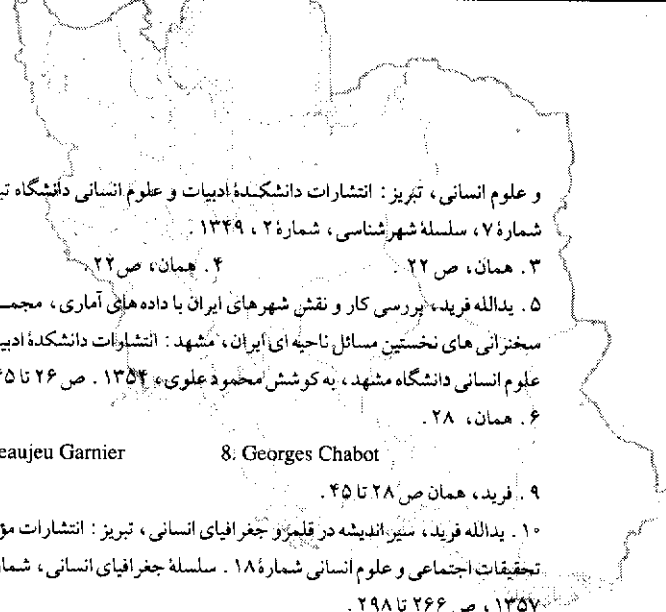 و علوم انسانی، تبریز : انتشارات دانشکدهٔ ادبیات و علوم انسانی دانشگاه
شمارهٔ ۷، سلسلهٔ شهرشناسی، شمارهٔ ۲ ، ۱۳۴۹ .
۳. همان، ص ۲۲ . ۴. همان، ص ۲۲.
۵. یدالله فرید، بررسی کار و نقش شهرهای ایران با داده های آماری،
سخنرانی های نخستین مسائل ناحیه ای ایران، مشهد : انتشارات دانشکدهٔ
علوم انسانی دانشگاه مشهد، به کوشش محمود علوی، ۱۳۵۴ . ص ۲۶ تا
۶. همان، ۲۸ .
eaujeu Garnier 8. Georges Chabot
۹ . فرید، همان ص ۲۸ تا ۴۵ .
۱۰ . یدالله فرید، سیر اندیشه در قلمرو جغرافیای انسانی، تبریز : انتشارات
تحقیقات اجتماعی و علوم انسانی شمارهٔ ۱۸ . سلسلهٔ جغرافیای انسانی،
۱۳۵۷ ، ص ۲۶۶ تا ۲۹۸ .